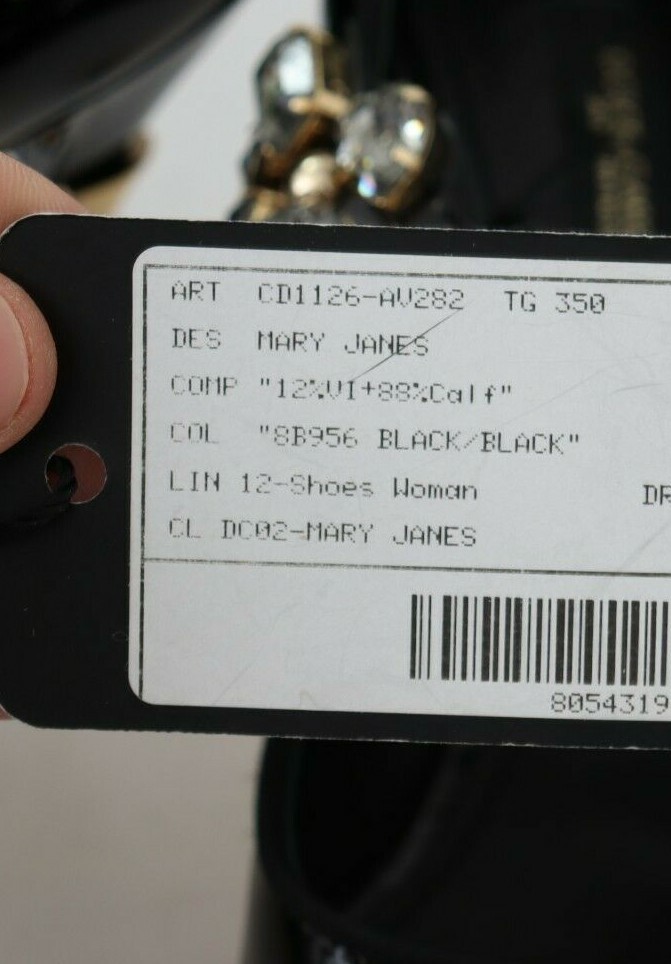 ART CD1126-AV282 TG 350
DES MARY JANES
COMP "12%VI+88%Calf"
COL "8B956 BLACK/BLACK"
LIN 12-Shoes Woman DR
CL DC02-MARY JANES
8054319